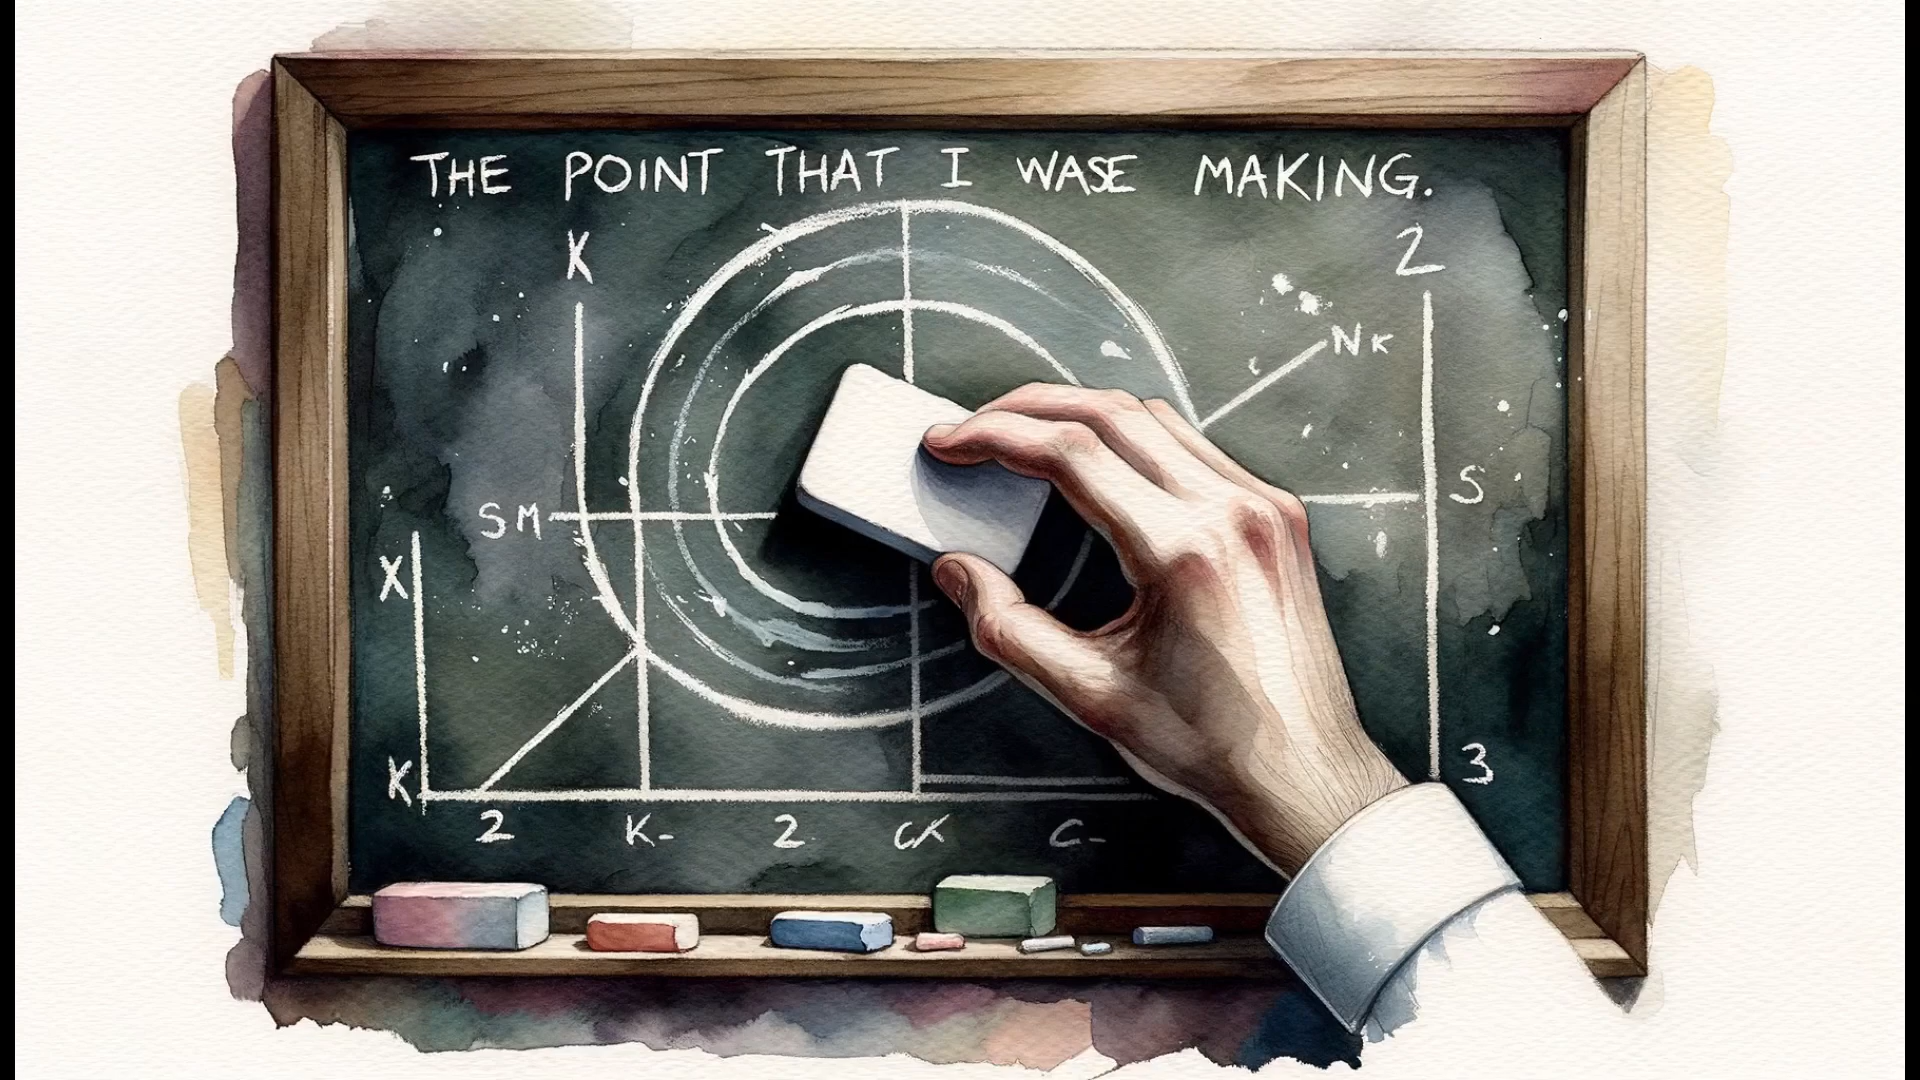 THE POINT THAT I WASE MAKING.
K 2
NK
SM S
X
K 3
2 K- 2 CK C-